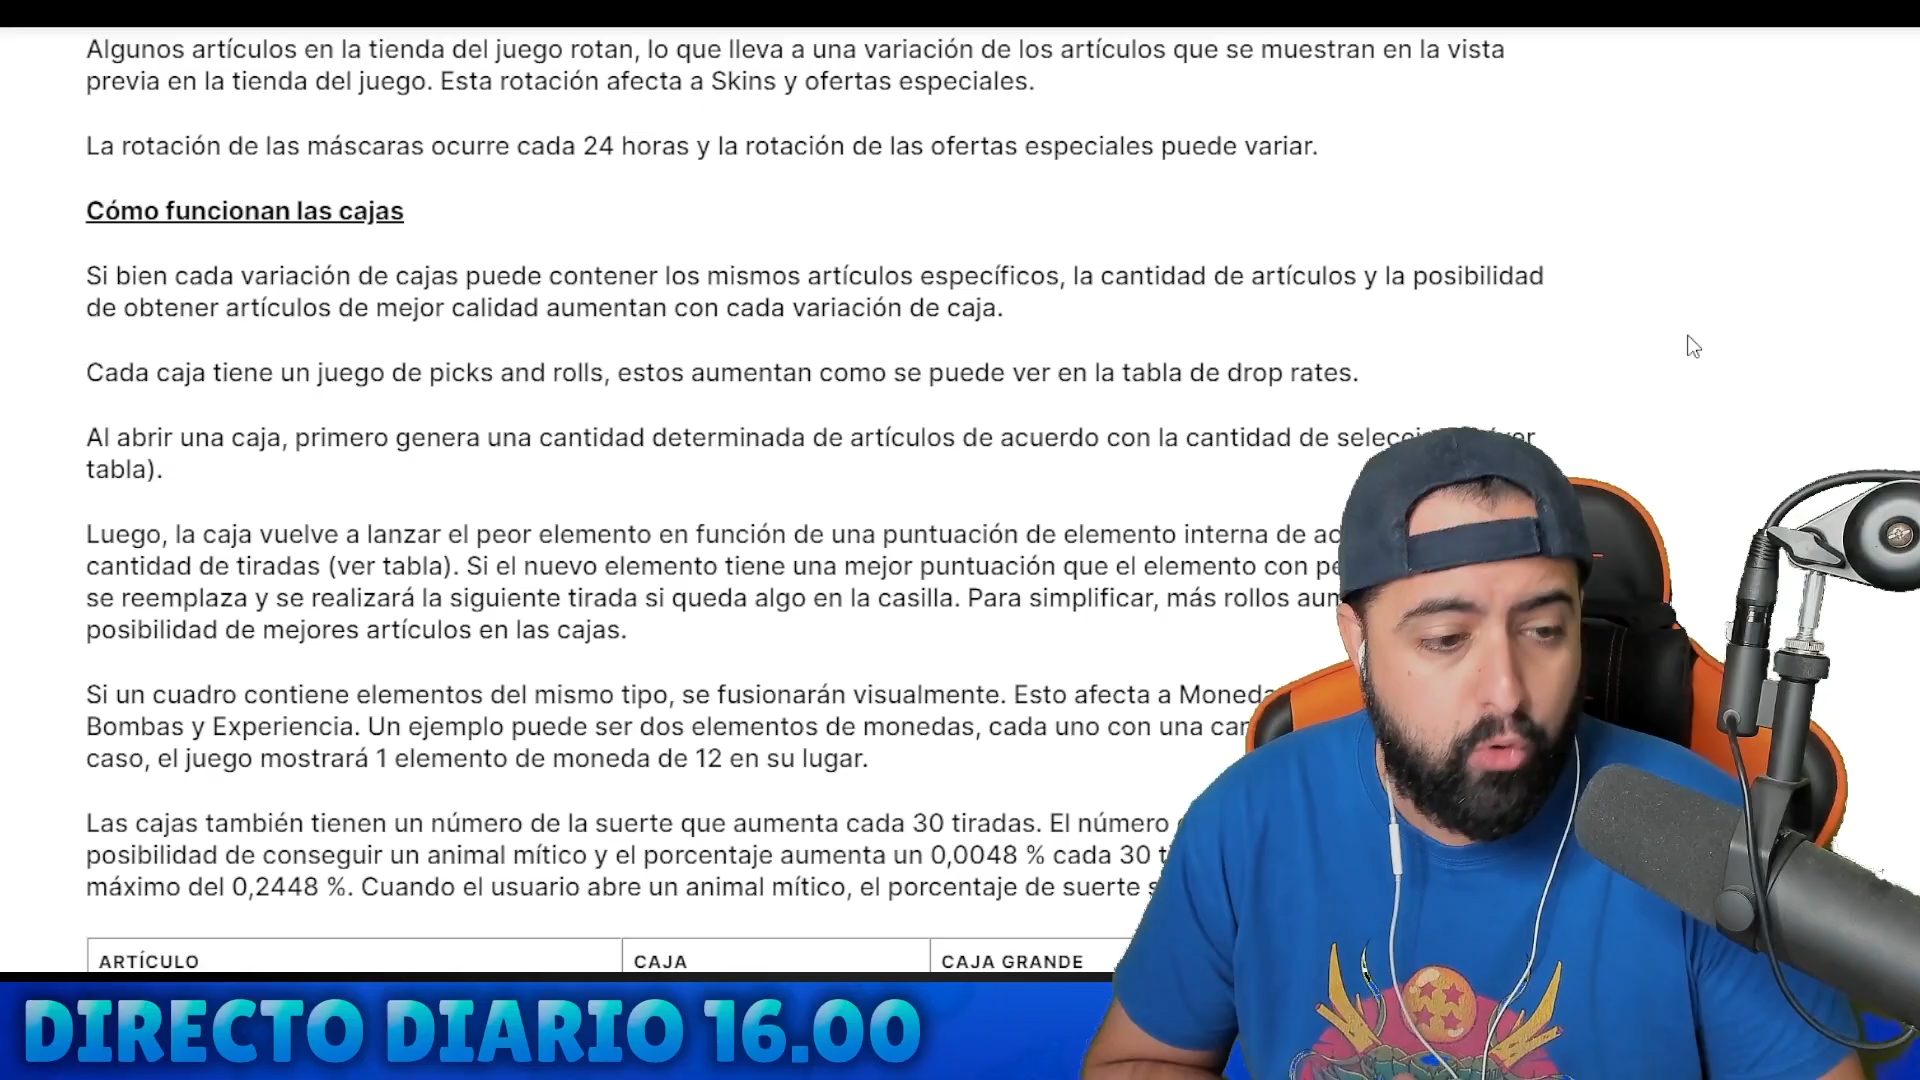 Algunos artículos en la tienda del juego rotan, lo que lleva a una variación de los artículos que se muestran en la vista
previa en la tienda del juego. Esta rotación afecta a Skins y ofertas especiales.
La rotación de las máscaras ocurre cada 24 horas y la rotación de las ofertas especiales puede variar.
Cómo funcionan las cajas
Si bien cada variación de cajas puede contener los mismos artículos específicos, la cantidad de artículos y la posibilidad
de obtener artículos de mejor calidad aumentan con cada variación de caja.
Cada caja tiene un juego de picks and rolls, estos aumentan como se puede ver en la tabla de drop rates.
Al abrir una caja, primero genera una cantidad determinada de artículos de acuerdo con la cantidad de
tabla).
Luego, la caja vuelve a lanzar el peor elemento en función de una puntuación de elemento interna de
cantidad de tiradas (ver tabla). Si el nuevo elemento tiene una mejor puntuación que el elemento con
se reemplaza y se realizará la siguiente tirada si queda algo en la casilla. Para simplificar, más rollos
posibilidad de mejores artículos en las cajas.
Si un cuadro contiene elementos del mismo tipo, se fusionarán visualmente. Esto afecta a
Bombas y Experiencia. Un ejemplo puede ser dos elementos de monedas, cada uno con una
caso, el juego mostrará 1 elemento de moneda de 12 en su lugar.
Las cajas también tienen un número de la suerte que aumenta cada 30 tiradas. El número
posibilidad de conseguir un animal mítico y el porcentaje aumenta un 0,0048 % cada 30
máximo del 0,2448 %. Cuando el usuario abre un animal mítico, el porcentaje de suerte
ARTÍCULO CAJA CAJA GRANDE
DIRECTO DIARIO 16.00